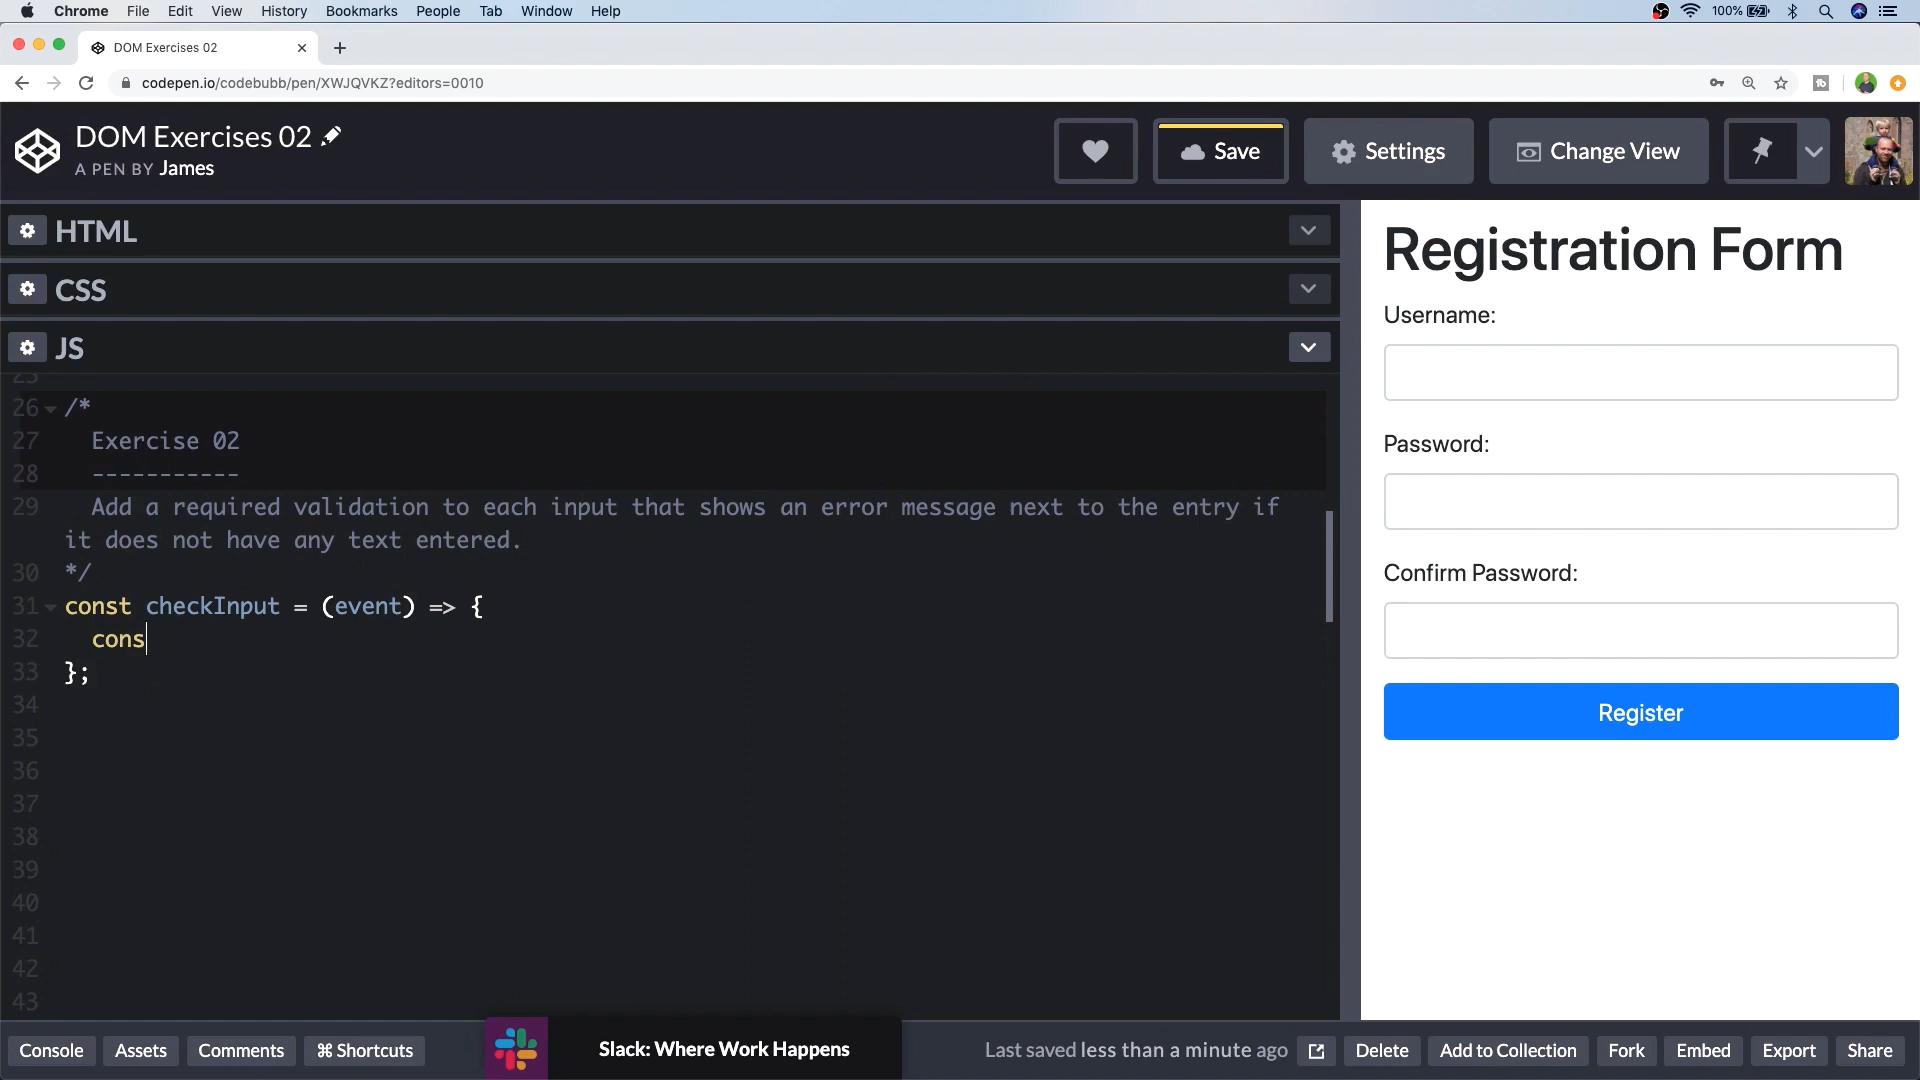 Chrome File Edit View History Bookmarks People Tab Window Help 100%
DOM Exercises 02
codepen.io/codebubb/pen/XWJQVKZ?editors=0010
DOM Exercises 02
A PEN BY James
Save
Settings
Change View
HTML
CSS
JS
25
26 /*
27 Exercise 02
28 -----------
29 Add a required validation to each input that shows an error message next to the entry if
it does not have any text entered.
30 */
31 const checkInput = (event) => {
32 cons
33 };
34
35
36
37
38
39
40
41
42
43
Registration Form
Username:
Password:
Confirm Password:
Register
Console Assets Comments ⌘ Shortcuts
Slack: Where Work Happens
Last saved less than a minute ago
Delete Add to Collection Fork Embed Export Share